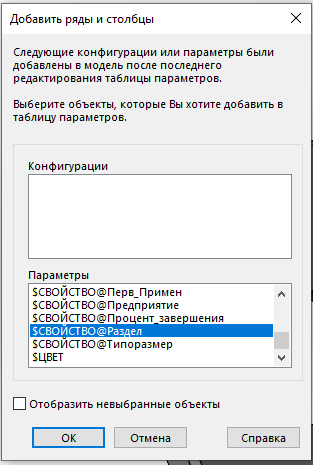 Добавить ряды и столбцы
Следующие конфигурации или параметры были
добавлены в модель после последнего
редактирования таблицы параметров.
Выберите объекты, которые Вы хотите добавить в
таблицу параметров.
Конфигурации
Параметры
$СВОЙСТВО@Перв_Примен
$СВОЙСТВО@Предприятие
$СВОЙСТВО@Процент_завершения
$СВОЙСТВО@Раздел
$СВОЙСТВО@Типоразмер
$ЦВЕТ
Отобразить невыбранные объекты
ОК
Отмена
Справка